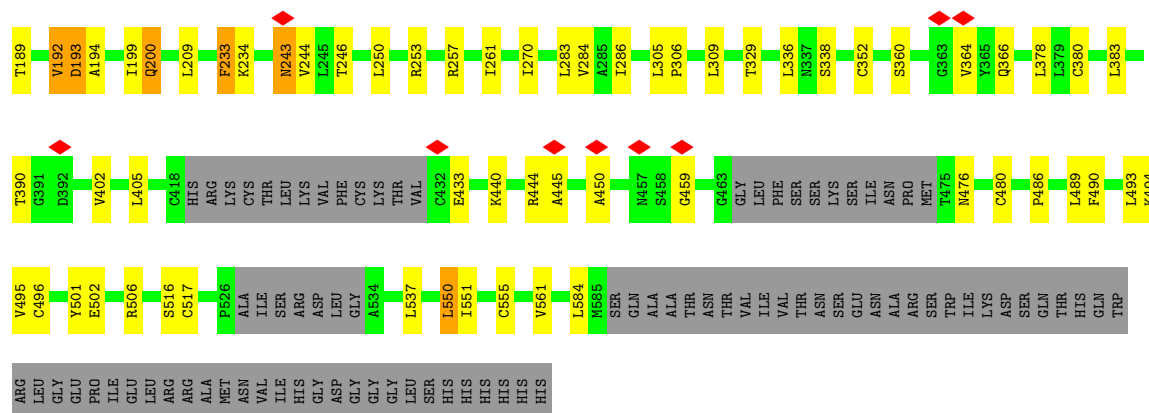 T189 V192 D193 A194 I199 Q200 L209 F233 K234 N243 V244 L245 T246 L250 R253 R257 I261 I270 L283 V284 A285 I286 L305 P306 L309 T329 L336 N337 S338 C352 S360 G363 V364 Y365 Q366 L378 L379 C380 L383
T390 G391 D392 V402 L405 C418 HIS ARG LYS CYS THR LEU LYS VAL PHE CYS LYS THR VAL C432 E433 K440 R444 A445 A450 N457 S458 G459 G463 GLY LEU PHE SER SER LYS SER ILE ASN PRO MET T475 N476 C480 P486 L489 F490 L493 K494
V495 C496 Y501 E502 R506 S516 C517 P526 ALA ILE SER ARG ASP LEU GLY A534 L537 L550 I551 C555 V561 L584 M585 SER GLN ALA ALA THR ASN THR VAL ILE VAL THR ASN SER GLU ASN ALA ARG SER TRP ILE LYS ASP SER GLN THR HIS GLN TRP
ARG LEU GLY GLU PRO ILE GLU LEU ARG ARG ALA MET ASN VAL ILE HIS GLY ASP GLY GLY LEU SER HIS HIS HIS HIS HIS HIS